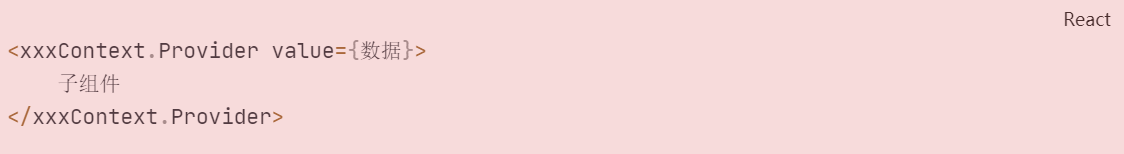 React
<xxxContext.Provider value={数据}>
    子组件
</xxxContext.Provider>